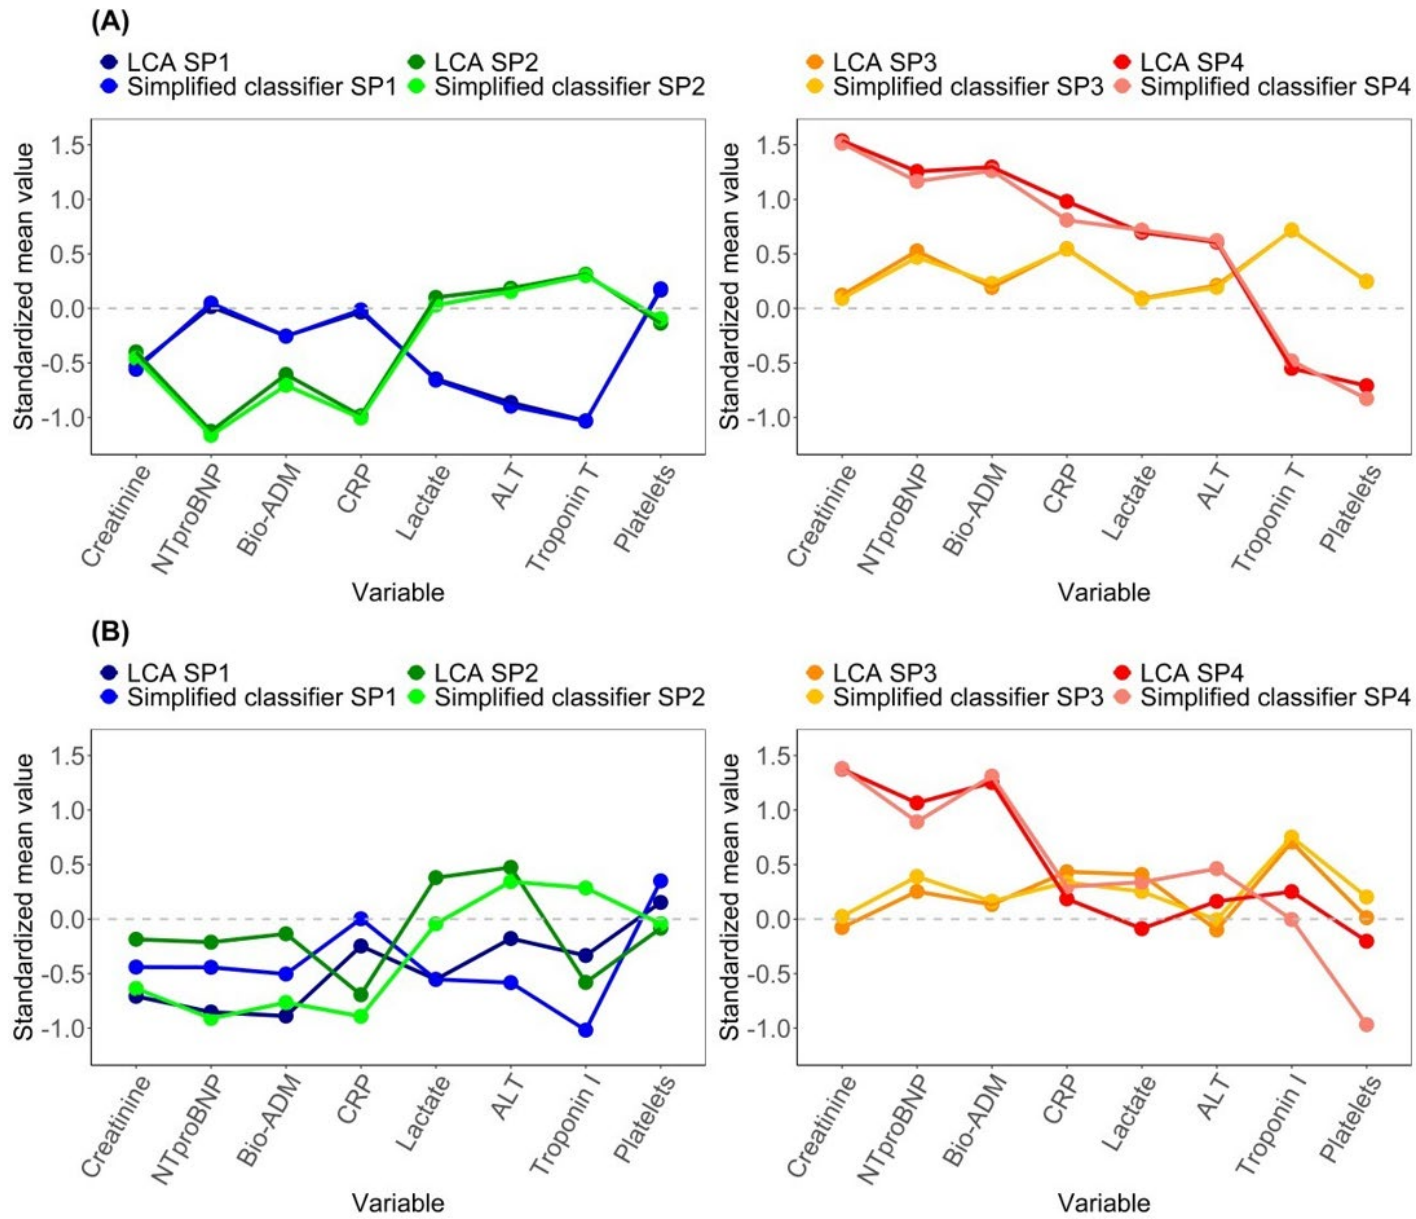 (A)
LCA SP1
LCA SP2
Simplified classifier SP1
Simplified classifier SP2
LCA SP3
LCA SP4
Simplified classifier SP3
Simplified classifier SP4
Standardized mean value
1.5
1.0
0.5
0.0
-0.5
-1.0
Creatinine
NTproBNP
Bio-ADM
CRP
Lactate
ALT
Troponin T
Platelets
Variable
Standardized mean value
1.5
1.0
0.5
0.0
-0.5
-1.0
Creatinine
NTproBNP
Bio-ADM
CRP
Lactate
ALT
Troponin T
Platelets
Variable
(B)
LCA SP1
LCA SP2
Simplified classifier SP1
Simplified classifier SP2
LCA SP3
LCA SP4
Simplified classifier SP3
Simplified classifier SP4
Standardized mean value
1.5
1.0
0.5
0.0
-0.5
-1.0
Creatinine
NTproBNP
Bio-ADM
CRP
Lactate
ALT
Troponin I
Platelets
Variable
Standardized mean value
1.5
1.0
0.5
0.0
-0.5
-1.0
Creatinine
NTproBNP
Bio-ADM
CRP
Lactate
ALT
Troponin I
Platelets
Variable